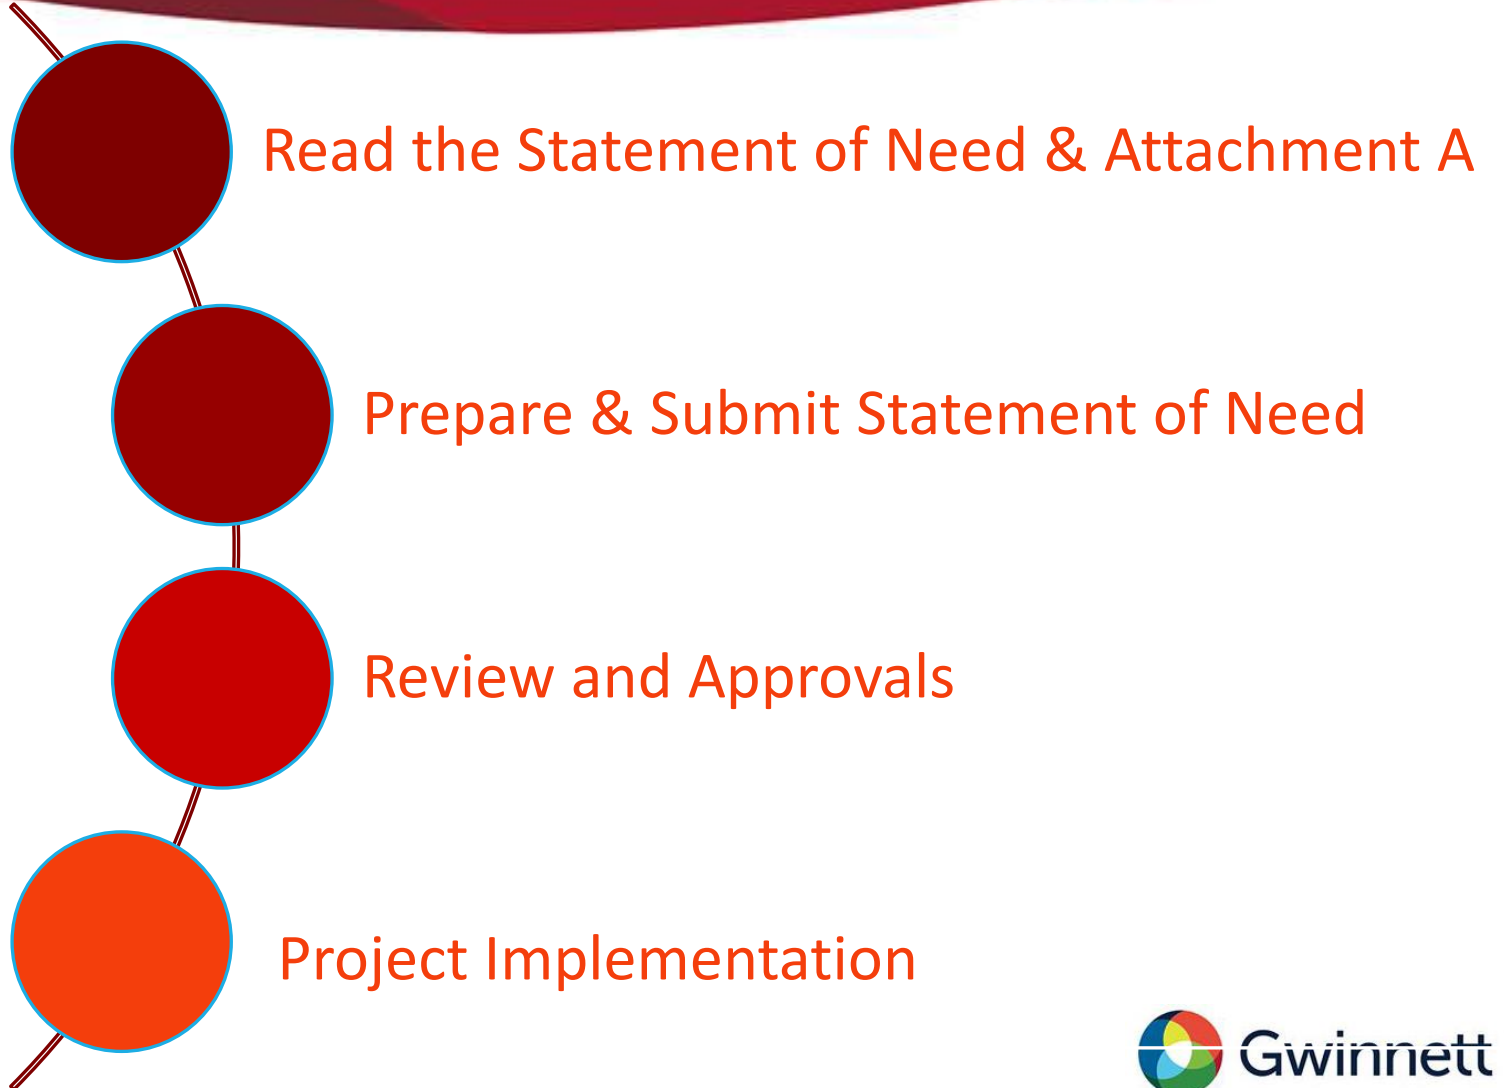 Read the Statement of Need & Attachment A
Prepare & Submit Statement of Need
Review and Approvals
Project Implementation
Gwinnett